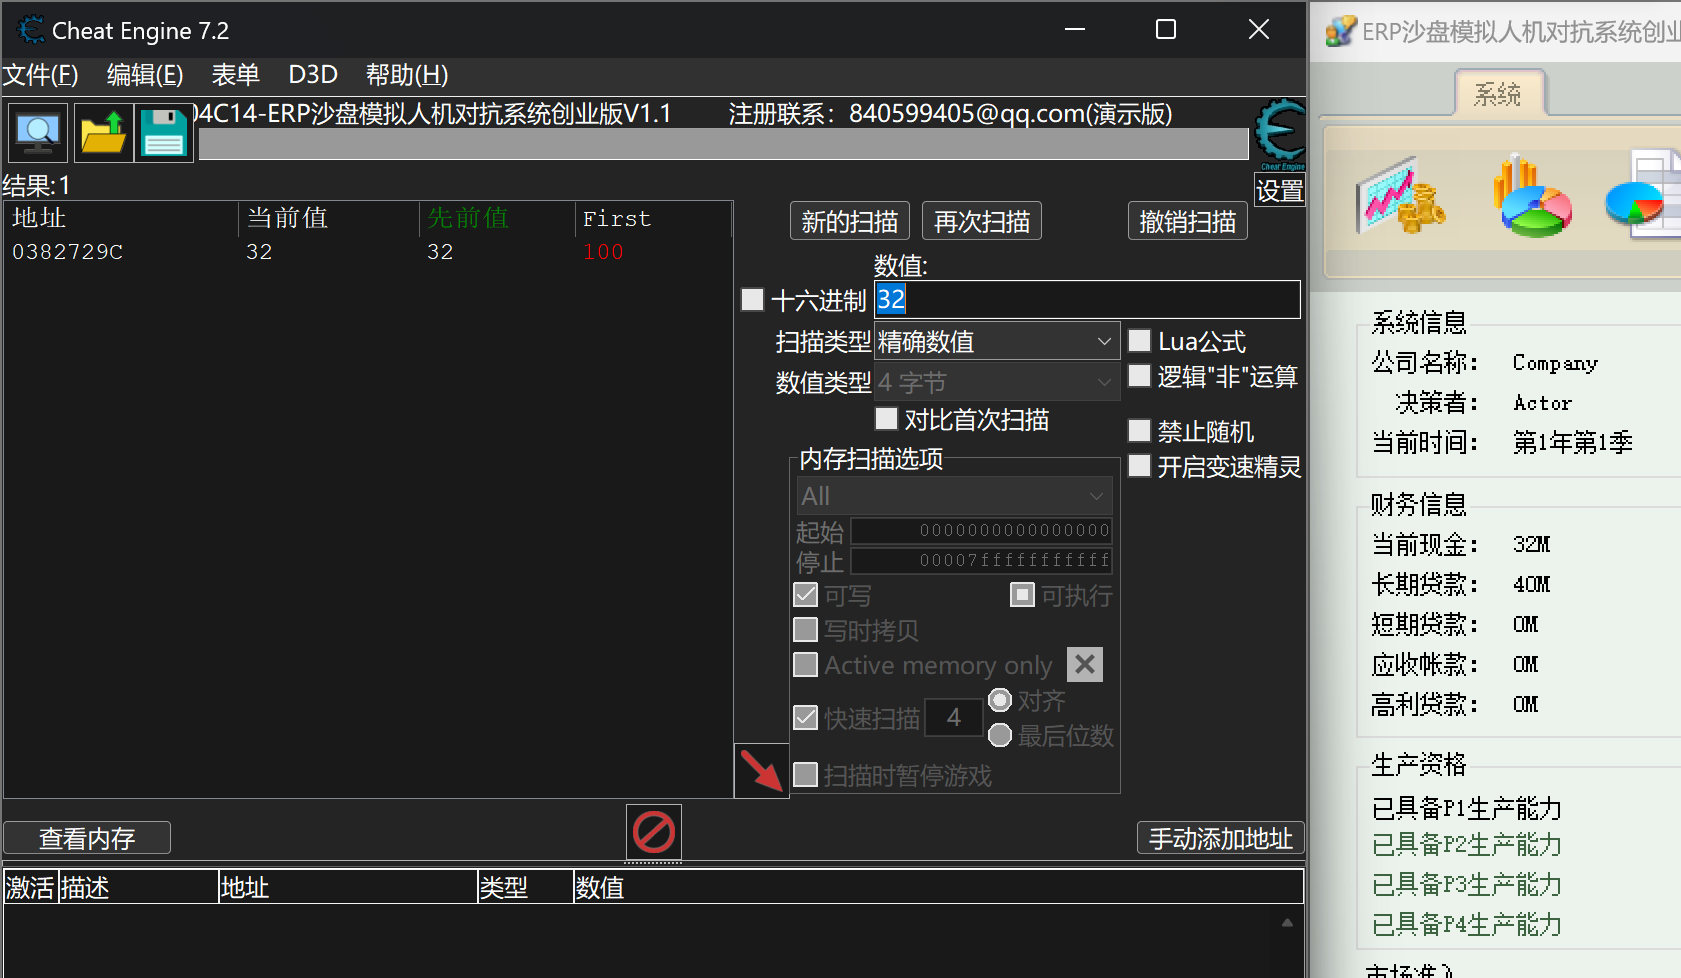 Cheat Engine 7.2
文件(F) 编辑(E) 表单 D3D 帮助(H)
04C14-ERP沙盘模拟人机对抗系统创业版V1.1 注册联系：840599405@qq.com(演示版)
Cheat Engine
结果:1
设置
地址 当前值 先前值 First
0382729C 32 32 100
新的扫描 再次扫描 撤销扫描
数值:
十六进制 32
扫描类型 精确数值 Lua公式
数值类型 4 字节 逻辑"非"运算
对比首次扫描
禁止随机
内存扫描选项
开启变速精灵
All
起始 0000000000000000
停止 00007fffffffffff
可写 可执行
写时拷贝
Active memory only
快速扫描 4 对齐
最后位数
扫描时暂停游戏
查看内存 手动添加地址
激活 描述 地址 类型 数值
ERP沙盘模拟人机对抗系统创业
系统
系统信息
公司名称： Company
决策者： Actor
当前时间： 第1年第1季
财务信息
当前现金： 32M
长期贷款： 40M
短期贷款： 0M
应收帐款： 0M
高利贷款： 0M
生产资格
已具备P1生产能力
已具备P2生产能力
已具备P3生产能力
已具备P4生产能力
市场准入